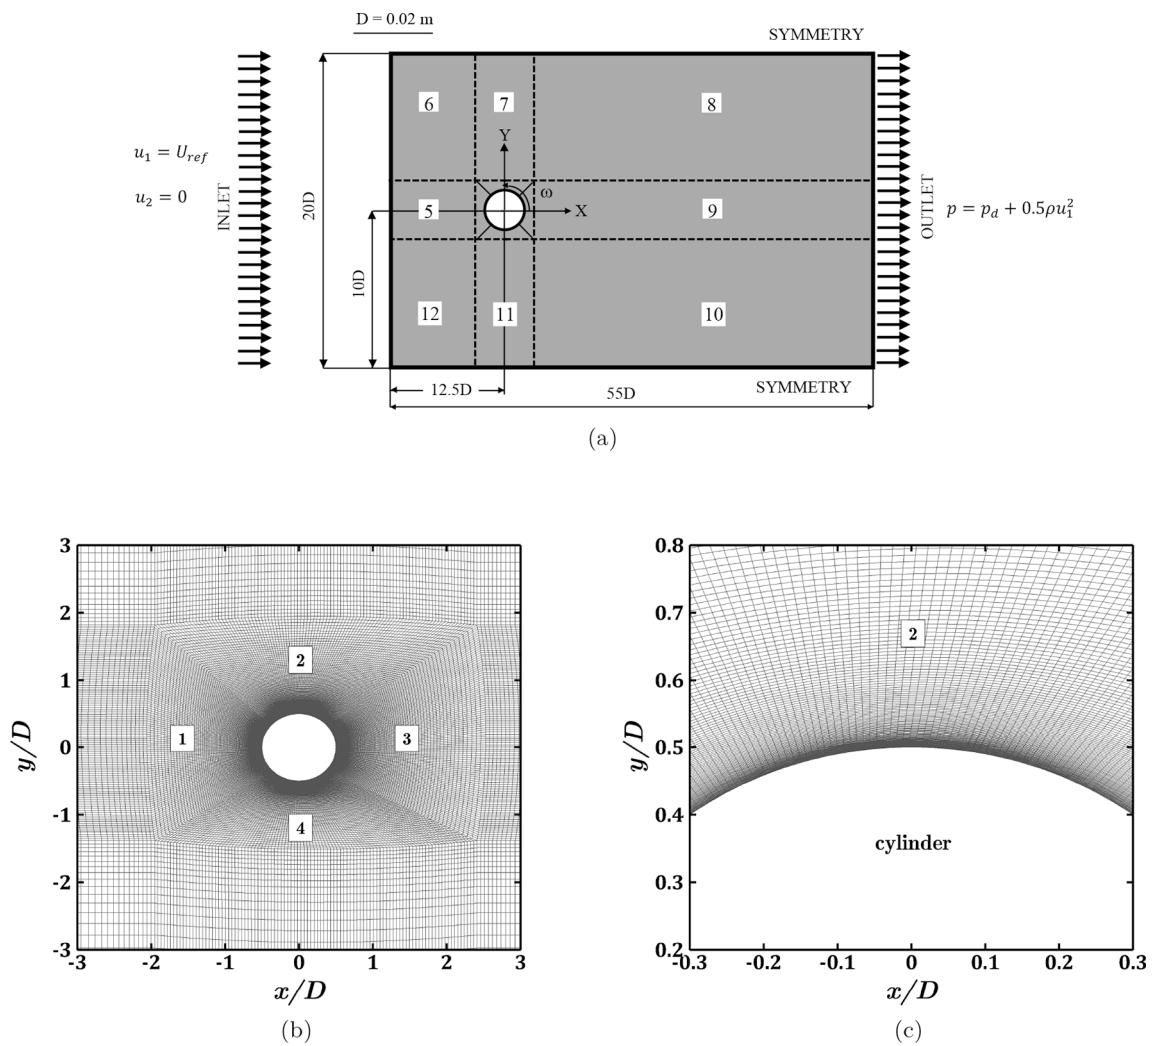 D = 0.02 m
SYMMETRY
6
7
8
Y
u₁ = U_ref
u₂ = 0
INLET
20D
5
ω
X
9
OUTLET
p = p_d + 0.5ρu₁²
10D
12
11
10
12.5D
SYMMETRY
55D
(a)
3
2
1
0
-1
-2
-3
y/D
2
1
3
4
-3
-2
-1
0
1
2
3
x/D
(b)
0.8
0.7
0.6
0.5
0.4
0.3
0.2
y/D
2
cylinder
-0.3
-0.2
-0.1
0
0.1
0.2
0.3
x/D
(c)